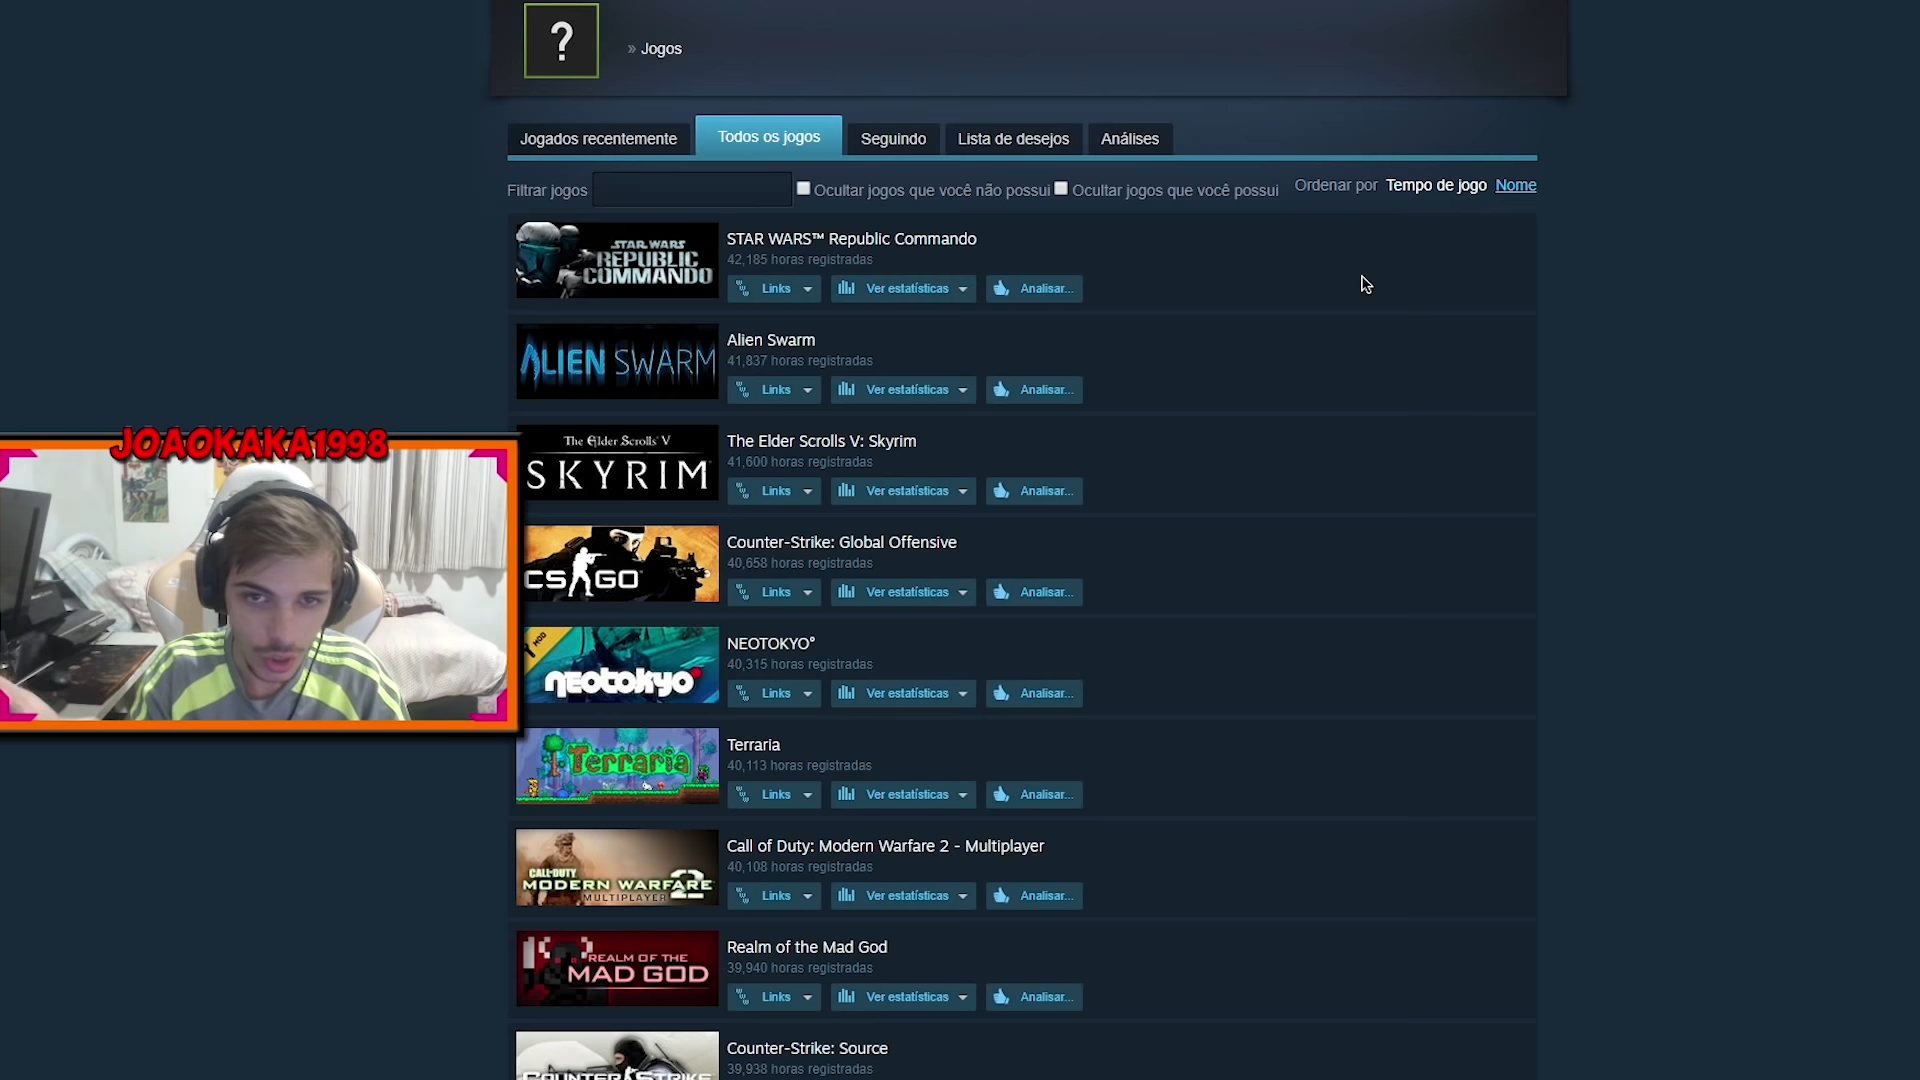 ?
» Jogos
Jogados recentemente Todos os jogos Seguindo Lista de desejos Análises
Filtrar jogos Ocultar jogos que você não possui Ocultar jogos que você possui Ordenar por Tempo de jogo Nome
STAR WARS
REPUBLIC
COMMANDO
STAR WARS™ Republic Commando
42,185 horas registradas
Links Ver estatísticas Analisar...
ALIEN SWARM
Alien Swarm
41,837 horas registradas
Links Ver estatísticas Analisar...
The Elder Scrolls V
SKYRIM
The Elder Scrolls V: Skyrim
41,600 horas registradas
Links Ver estatísticas Analisar...
JOAOKAKA1998
CS GO
Counter-Strike: Global Offensive
40,658 horas registradas
Links Ver estatísticas Analisar...
MOD
neotokyo°
NEOTOKYO°
40,315 horas registradas
Links Ver estatísticas Analisar...
Terraria
Terraria
40,113 horas registradas
Links Ver estatísticas Analisar...
CALL OF DUTY
MODERN WARFARE 2
MULTIPLAYER
Call of Duty: Modern Warfare 2 - Multiplayer
40,108 horas registradas
Links Ver estatísticas Analisar...
REALM OF THE
MAD GOD
Realm of the Mad God
39,940 horas registradas
Links Ver estatísticas Analisar...
COUNTER-STRIKE
Counter-Strike: Source
39,938 horas registradas